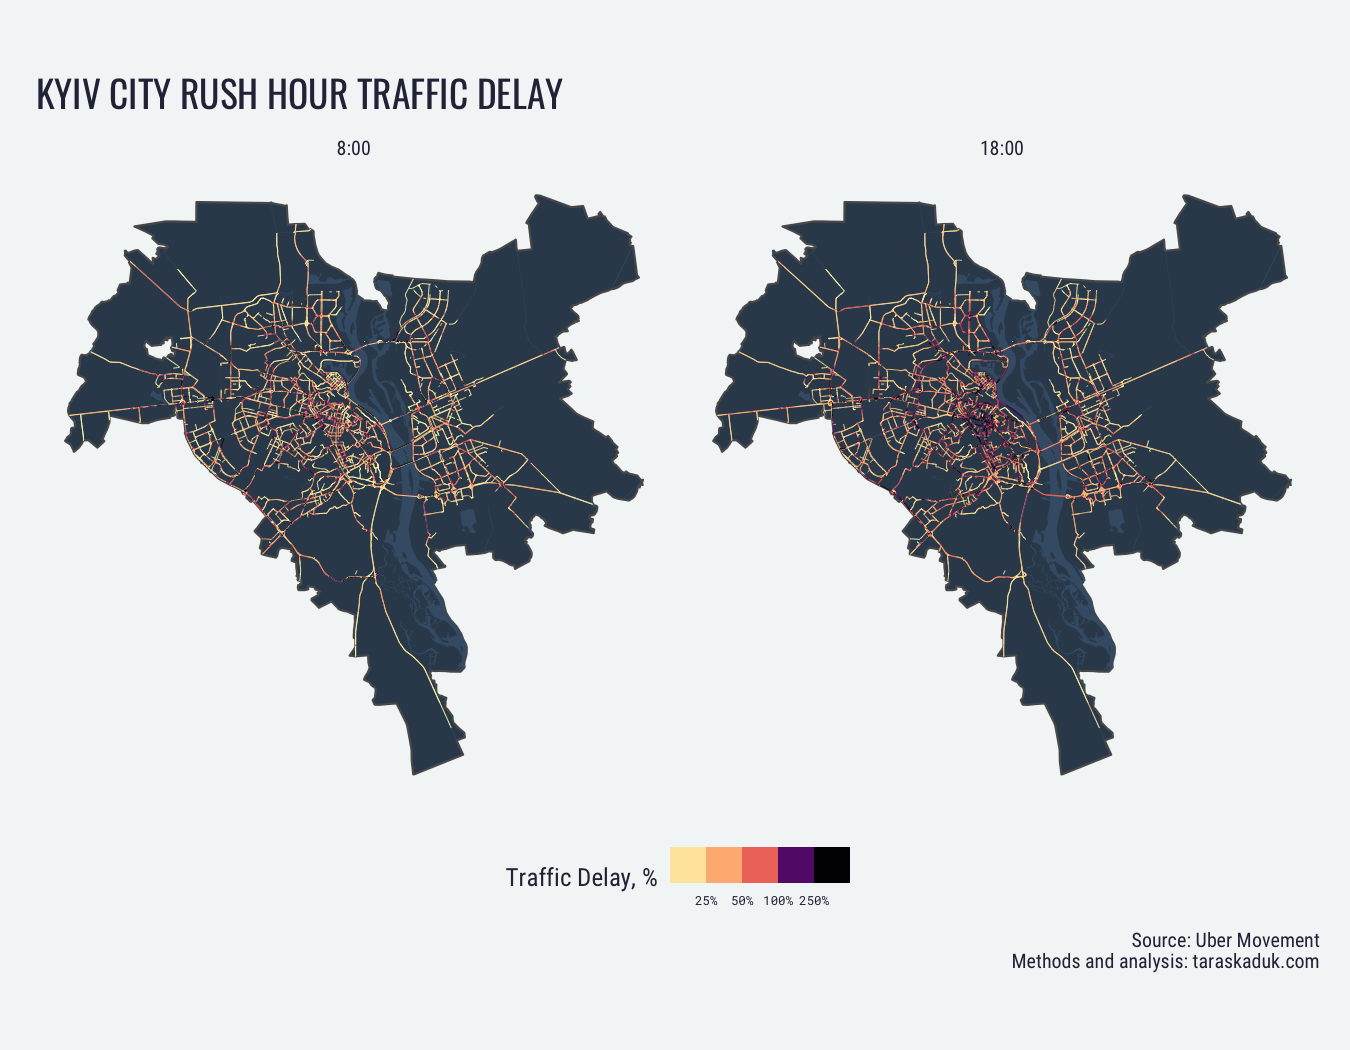 KYIV CITY RUSH HOUR TRAFFIC DELAY
8:00
18:00
Traffic Delay, %
25% 50% 100% 250%
Source: Uber Movement
Methods and analysis: taraskaduk.com